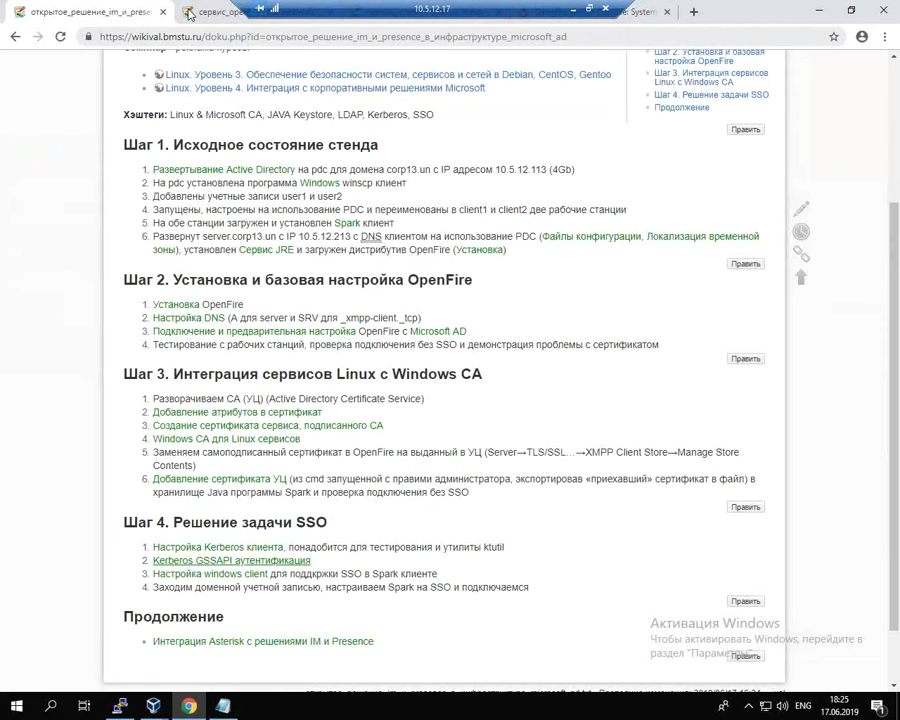 открытое_решение_im_и_presen
сервис_ope
10.5.12.17
e: System
https://wikival.bmstu.ru/doku.php?id=открытое_решение_im_и_presence_в_инфраструктуре_microsoft_ad
Linux. Уровень 3. Обеспечение безопасности систем, сервисов и сетей в Debian, CentOS, Gentoo
Linux. Уровень 4. Интеграция с корпоративными решениями Microsoft
Шаг 2. Установка и базовая
настройка OpenFire
Шаг 3. Интеграция сервисов
Linux с Windows CA
Шаг 4. Решение задачи SSO
Продолжение
Хэштеги: Linux & Microsoft CA, JAVA Keystore, LDAP, Kerberos, SSO
Править
Шаг 1. Исходное состояние стенда
1. Развертывание Active Directory на pdc для домена corp13.un с IP адресом 10.5.12.113 (4Gb)
2. На pdc установлена программа Windows winscp клиент
3. Добавлены учетные записи user1 и user2
4. Запущены, настроены на использование PDC и переименованы в client1 и client2 две рабочие станции
5. На обе станции загружен и установлен Spark клиент
6. Развернут server.corp13.un с IP 10.5.12.213 с DNS клиентом на использование PDC (Файлы конфигурации, Локализация временной
зоны), установлен Сервис JRE и загружен дистрибутив OpenFire (Установка)
Править
Шаг 2. Установка и базовая настройка OpenFire
1. Установка OpenFire
2. Настройка DNS (A для server и SRV для _xmpp-client._tcp)
3. Подключение и предварительная настройка OpenFire с Microsoft AD
4. Тестирование с рабочих станций, проверка подключения без SSO и демонстрация проблемы с сертификатом
Править
Шаг 3. Интеграция сервисов Linux с Windows CA
1. Разворачиваем CA (УЦ) (Active Directory Certificate Service)
2. Добавление атрибутов в сертификат
3. Создание сертификата сервиса, подписанного CA
4. Windows CA для Linux сервисов
5. Заменяем самоподписанный сертификат в OpenFire на выданный в УЦ (Server→TLS/SSL…→XMPP Client Store→Manage Store
Contents)
6. Добавление сертификата УЦ (из cmd запущенной с правими администратора, экспортировав «приехавший» сертификат в файл) в
хранилище Java программы Spark и проверка подключения без SSO
Править
Шаг 4. Решение задачи SSO
1. Настройка Kerberos клиента, понадобится для тестирования и утилиты ktutil
2. Kerberos GSSAPI аутентификация
3. Настройка windows client для поддкржки SSO в Spark клиенте
4. Заходим доменной учетной записью, настраиваем Spark на SSO и подключаемся
Править
Продолжение
Интеграция Asterisk с решениями IM и Presence
Править
Активация Windows
Чтобы активировать Windows, перейдите в
раздел "Парам
ENG
18:25
17.06.2019
1